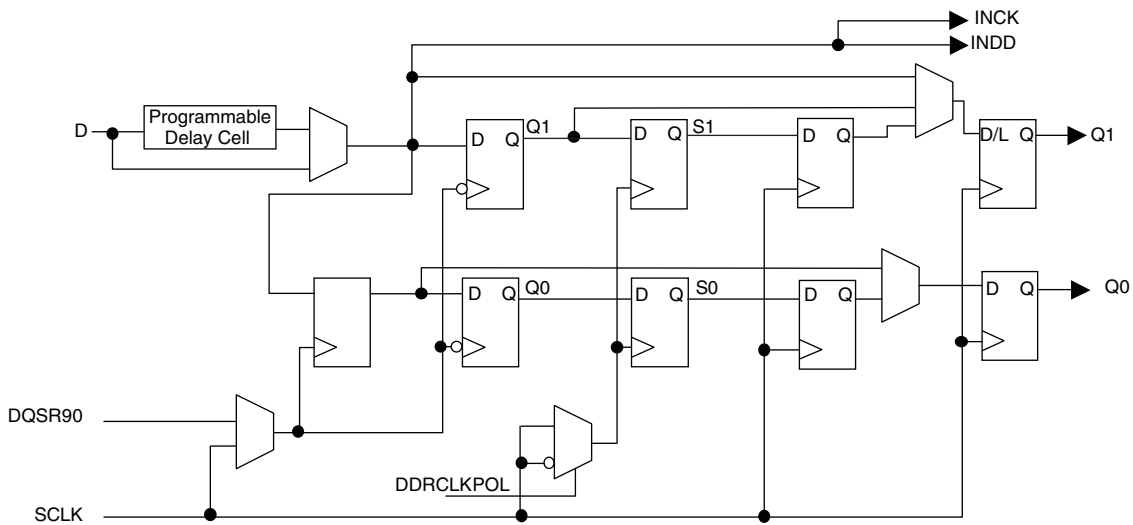 INCK
INDD
Programmable
Delay Cell
D
D Q
Q1
D Q
S1
D Q
D/L Q
Q1
D Q
Q0
D Q
S0
D Q
D Q
Q0
DQSR90
DDRCLKPOL
SCLK